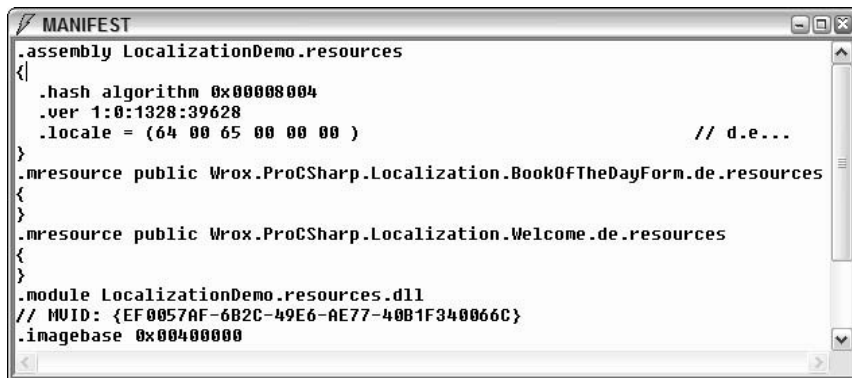 MANIFEST
.assembly LocalizationDemo.resources
{
.hash algorithm 0x00008004
.ver 1:0:1328:39628
.locale = (64 00 65 00 00 00 ) // d.e...
}
.mresource public Wrox.ProCSharp.Localization.BookOfTheDayForm.de.resources
{
}
.mresource public Wrox.ProCSharp.Localization.Welcome.de.resources
{
}
.module LocalizationDemo.resources.dll
// MVID: {EF0057AF-6B2C-49E6-AE77-40B1F340066C}
.imagebase 0x00400000